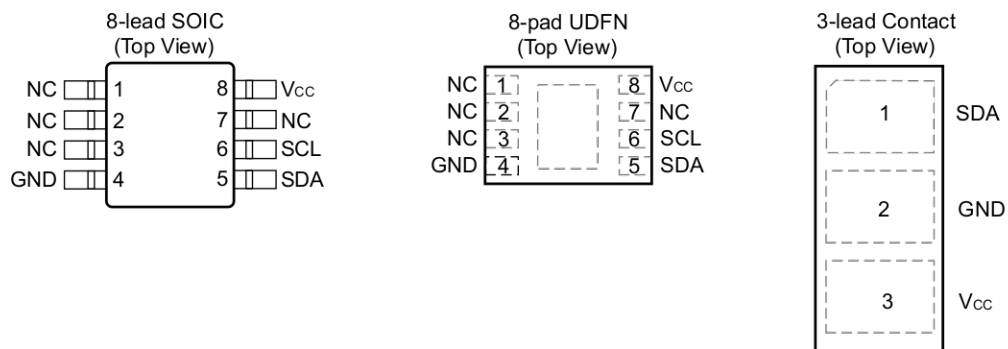 8-lead SOIC
(Top View)
NC 1 8 Vcc
NC 2 7 NC
NC 3 6 SCL
GND 4 5 SDA
8-pad UDFN
(Top View)
NC 1 8 Vcc
NC 2 7 NC
NC 3 6 SCL
GND 4 5 SDA
3-lead Contact
(Top View)
1 SDA
2 GND
3 Vcc